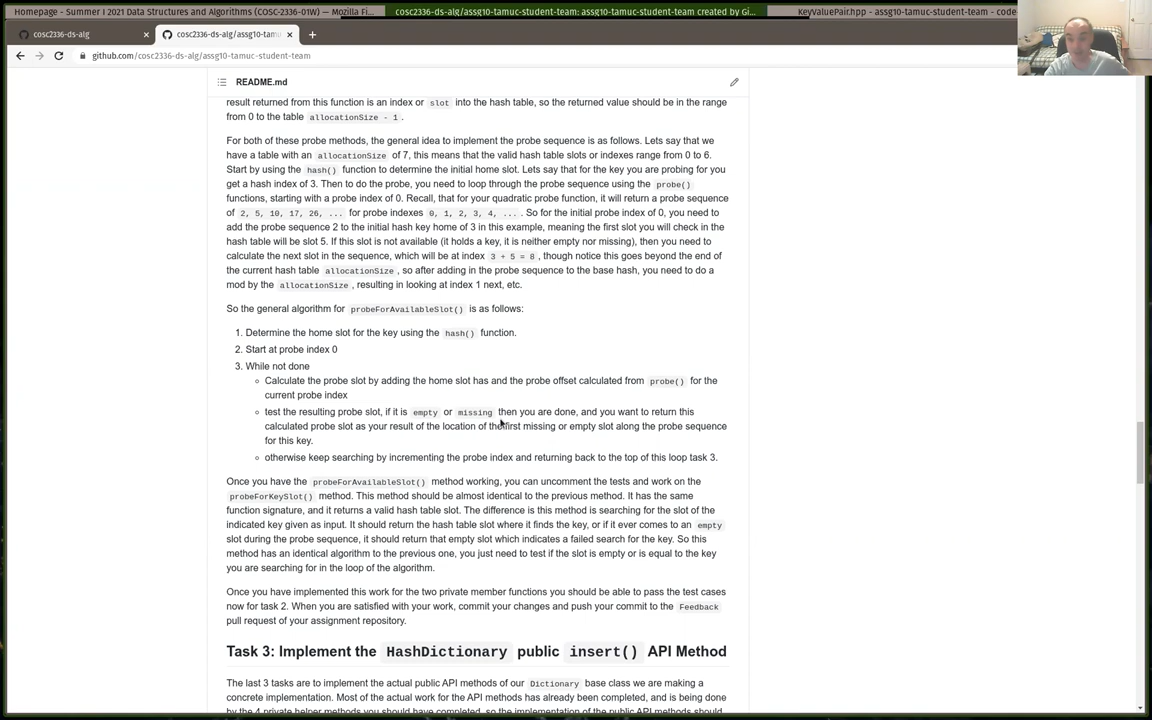 Homepage - Summer I 2021 Data Structures and Algorithms (COSC-2336-01W) — Mozilla Fi...
cosc2336-ds-alg/assg10-tamuc-student-team: assg10-tamuc-student-team created by Gi...
KeyValuePair.hpp - assg10-tamuc-student-team - code
cosc2336-ds-alg
cosc2336-ds-alg/assg10-tamu
github.com/cosc2336-ds-alg/assg10-tamuc-student-team
README.md
result returned from this function is an index or slot into the hash table, so the returned value should be in the range
from 0 to the table allocationSize - 1.
For both of these probe methods, the general idea to implement the probe sequence is as follows. Lets say that we
have a table with an allocationSize of 7, this means that the valid hash table slots or indexes range from 0 to 6.
Start by using the hash() function to determine the initial home slot. Lets say that for the key you are probing for you
get a hash index of 3. Then to do the probe, you need to loop through the probe sequence using the probe()
functions, starting with a probe index of 0. Recall, that for your quadratic probe function, it will return a probe sequence
of 2, 5, 10, 17, 26, ... for probe indexes 0, 1, 2, 3, 4, .... So for the initial probe index of 0, you need to
add the probe sequence 2 to the initial hash key home of 3 in this example, meaning the first slot you will check in the
hash table will be slot 5. If this slot is not available (it holds a key, it is neither empty nor missing), then you need to
calculate the next slot in the sequence, which will be at index 3 + 5 = 8, though notice this goes beyond the end of
the current hash table allocationSize, so after adding in the probe sequence to the base hash, you need to do a
mod by the allocationSize, resulting in looking at index 1 next, etc.
So the general algorithm for probeForAvailableSlot() is as follows:
1. Determine the home slot for the key using the hash() function.
2. Start at probe index 0
3. While not done
Calculate the probe slot by adding the home slot has and the probe offset calculated from probe() for the
current probe index
test the resulting probe slot, if it is empty or missing then you are done, and you want to return this
calculated probe slot as your result of the location of the first missing or empty slot along the probe sequence
for this key.
otherwise keep searching by incrementing the probe index and returning back to the top of this loop task 3.
Once you have the probeForAvailableSlot() method working, you can uncomment the tests and work on the
probeForKeySlot() method. This method should be almost identical to the previous method. It has the same
function signature, and it returns a valid hash table slot. The difference is this method is searching for the slot of the
indicated key given as input. It should return the hash table slot where it finds the key, or if it ever comes to an empty
slot during the probe sequence, it should return that empty slot which indicates a failed search for the key. So this
method has an identical algorithm to the previous one, you just need to test if the slot is empty or is equal to the key
you are searching for in the loop of the algorithm.
Once you have implemented this work for the two private member functions you should be able to pass the test cases
now for task 2. When you are satisfied with your work, commit your changes and push your commit to the Feedback
pull request of your assignment repository.
Task 3: Implement the HashDictionary public insert() API Method
The last 3 tasks are to implement the actual public API methods of our Dictionary base class we are making a
concrete implementation. Most of the actual work for the API methods has already been completed, and is being done
by the 4 private helper methods you should have completed, so the implementation of the public API methods should